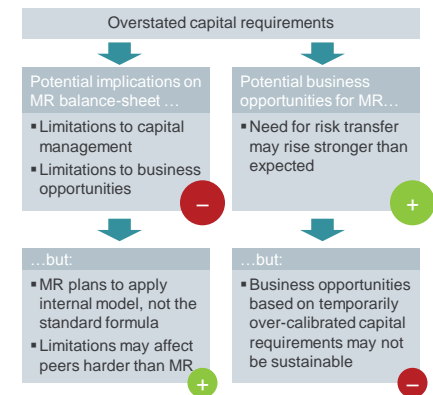 Overstated capital requirements
Potential implications on
MR balance-sheet …
▪ Limitations to capital
management
▪ Limitations to business
opportunities
–
Potential business
opportunities for MR…
▪ Need for risk transfer
may rise stronger than
expected
+
…but:
▪ MR plans to apply
internal model, not the
standard formula
▪ Limitations may affect
peers harder than MR
+
…but:
▪ Business opportunities
based on temporarily
over-calibrated capital
requirements may not
be sustainable
–